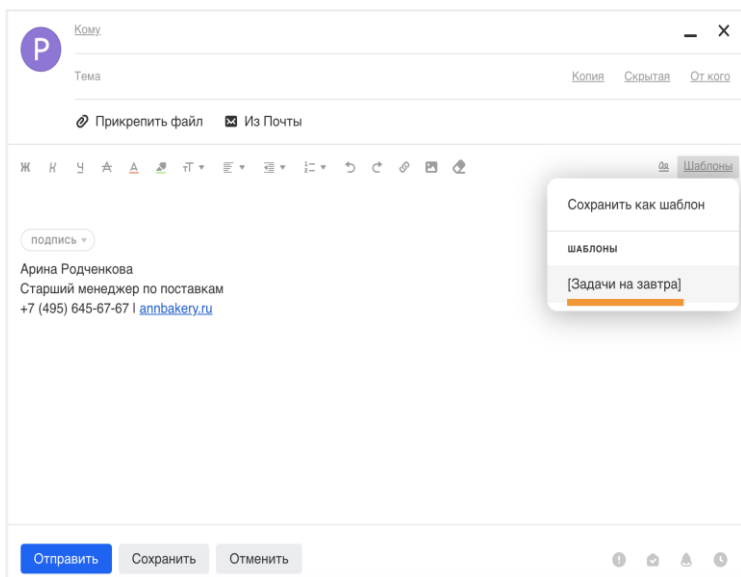 P
Кому
Тема
Копия Скрытая От кого
Прикрепить файл Из Почты
Ж К У А А тТ Шаблоны
Сохранить как шаблон
ШАБЛОНЫ
[Задачи на завтра]
подпись
Арина Родченкова
Старший менеджер по поставкам
+7 (495) 645-67-67 | annbakery.ru
Отправить Сохранить Отменить